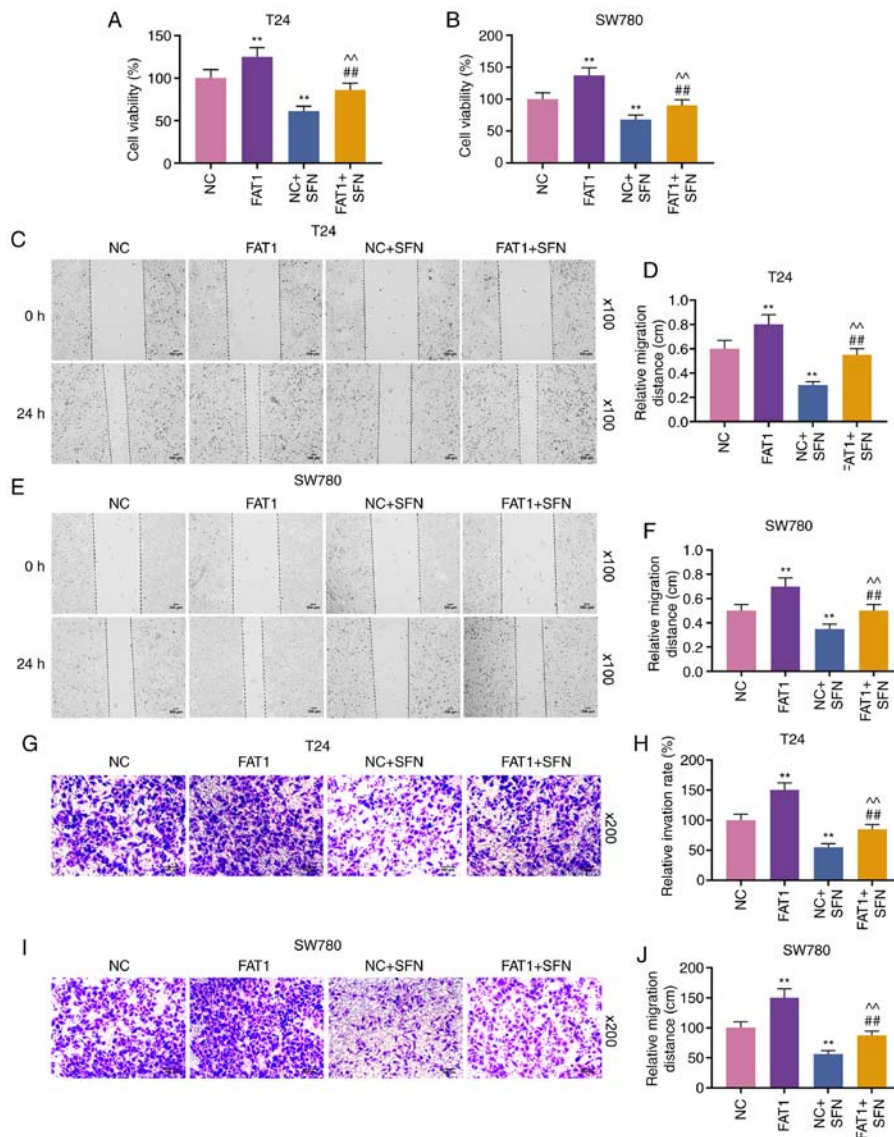 A
T24
Cell viability (%)
150
100
50
0
**
**
^^
##
NC
FAT1
NC+
SFN
FAT1+
SFN
B
SW780
Cell viability (%)
200
150
100
50
0
**
**
^^
##
NC
FAT1
NC+
SFN
FAT1+
SFN
C
T24
NC FAT1 NC+SFN FAT1+SFN
0 h
x100
24 h
x100
D
T24
Relative migration
distance (cm)
1.0
0.8
0.6
0.4
0.2
0.0
**
**
^^
##
NC
FAT1
NC+
SFN
FAT1+
SFN
E
SW780
NC FAT1 NC+SFN FAT1+SFN
0 h
x100
24 h
x100
F
SW780
Relative migration
distance (cm)
1.0
0.8
0.6
0.4
0.2
0.0
**
**
^^
##
NC
FAT1
NC+
SFN
FAT1+
SFN
G
T24
NC FAT1 NC+SFN FAT1+SFN
x200
H
T24
Relative invation rate (%)
200
150
100
50
0
**
**
^^
##
NC
FAT1
NC+
SFN
FAT1+
SFN
I
SW780
NC FAT1 NC+SFN FAT1+SFN
x200
J
SW780
Relative migration
distance (cm)
200
150
100
50
0
**
**
^^
##
NC
FAT1
NC+
SFN
FAT1+
SFN